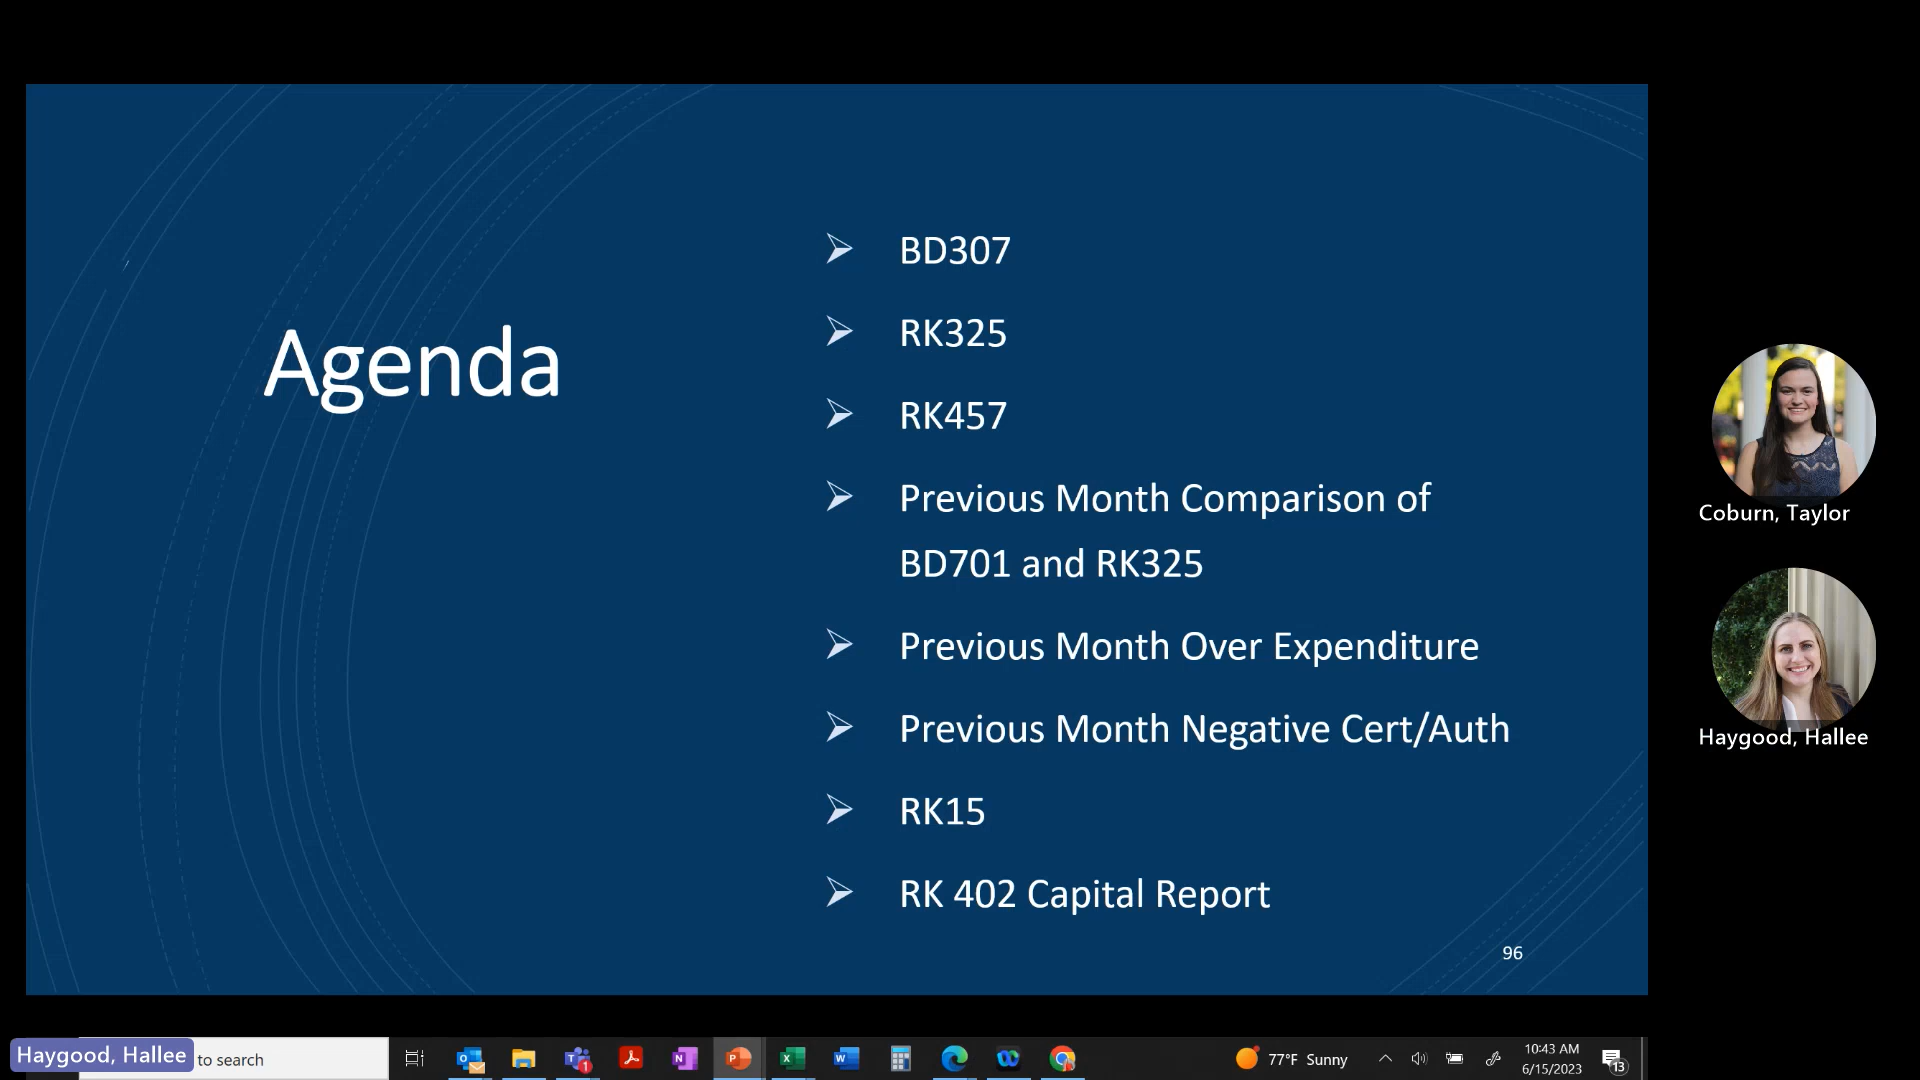 Agenda
BD307
RK325
RK457
Previous Month Comparison of
BD701 and RK325
Previous Month Over Expenditure
Previous Month Negative Cert/Auth
RK15
RK 402 Capital Report
96
Coburn, Taylor
Haygood, Hallee
Haygood, Hallee
to search
1
77°F Sunny
10:43 AM
6/15/2023
13